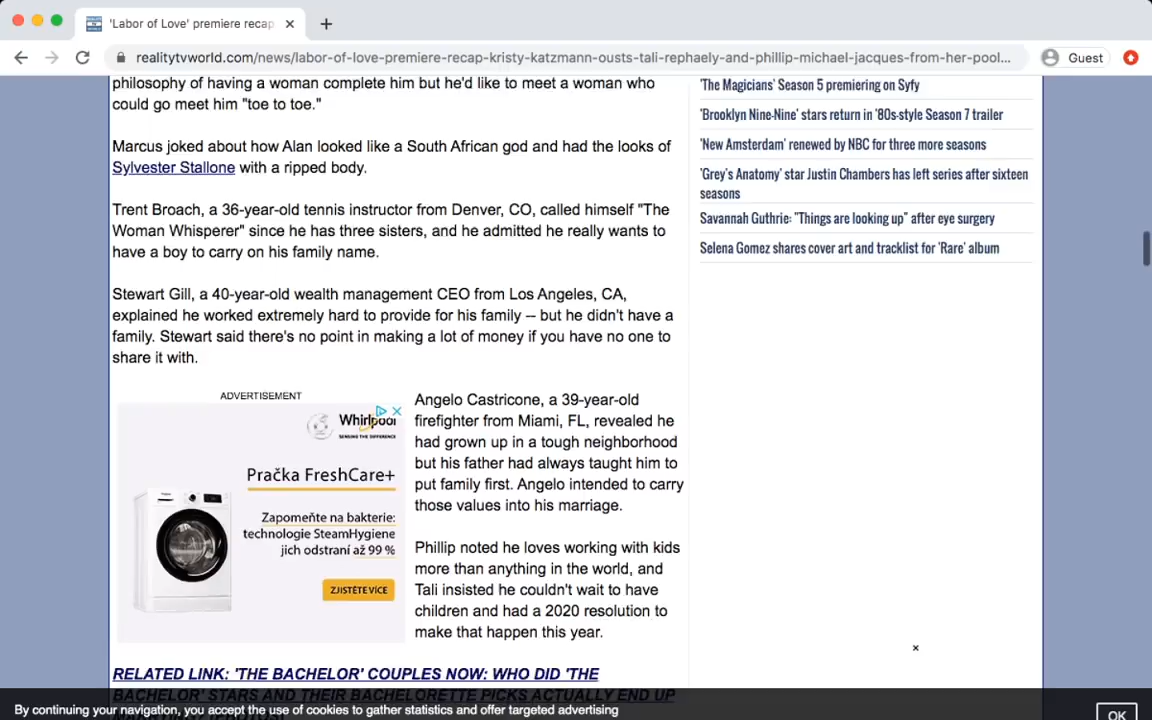 'Labor of Love' premiere recap
realitytvworld.com/news/labor-of-love-premiere-recap-kristy-katzmann-ousts-tali-rephaely-and-phillip-michael-jacques-from-her-pool...
Guest
philosophy of having a woman complete him but he'd like to meet a woman who
could go meet him "toe to toe."
Marcus joked about how Alan looked like a South African god and had the looks of
Sylvester Stallone with a ripped body.
Trent Broach, a 36-year-old tennis instructor from Denver, CO, called himself "The
Woman Whisperer" since he has three sisters, and he admitted he really wants to
have a boy to carry on his family name.
Stewart Gill, a 40-year-old wealth management CEO from Los Angeles, CA,
explained he worked extremely hard to provide for his family -- but he didn't have a
family. Stewart said there's no point in making a lot of money if you have no one to
share it with.
ADVERTISEMENT
Whirlpool
SENSING THE DIFFERENCE
Pračka FreshCare+
Zapomeňte na bakterie:
technologie SteamHygiene
jich odstraní až 99 %
ZJISTĚTE VÍCE
Angelo Castricone, a 39-year-old
firefighter from Miami, FL, revealed he
had grown up in a tough neighborhood
but his father had always taught him to
put family first. Angelo intended to carry
those values into his marriage.
Phillip noted he loves working with kids
more than anything in the world, and
Tali insisted he couldn't wait to have
children and had a 2020 resolution to
make that happen this year.
RELATED LINK: 'THE BACHELOR' COUPLES NOW: WHO DID 'THE
BACHELOR' STARS AND THEIR BACHELORETTE PICKS ACTUALLY END UP
'The Magicians' Season 5 premiering on Syfy
'Brooklyn Nine-Nine' stars return in '80s-style Season 7 trailer
'New Amsterdam' renewed by NBC for three more seasons
'Grey's Anatomy' star Justin Chambers has left series after sixteen
seasons
Savannah Guthrie: "Things are looking up" after eye surgery
Selena Gomez shares cover art and tracklist for 'Rare' album
By continuing your navigation, you accept the use of cookies to gather statistics and offer targeted advertising
OK